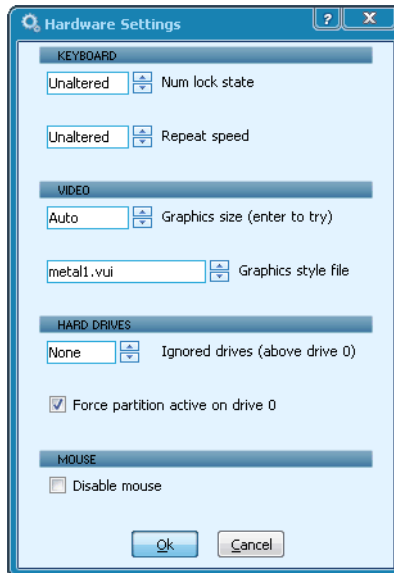 Hardware Settings
? X
KEYBOARD
Unaltered Num lock state
Unaltered Repeat speed
VIDEO
Auto Graphics size (enter to try)
metal1.vui Graphics style file
HARD DRIVES
None Ignored drives (above drive 0)
Force partition active on drive 0
MOUSE
Disable mouse
Ok Cancel